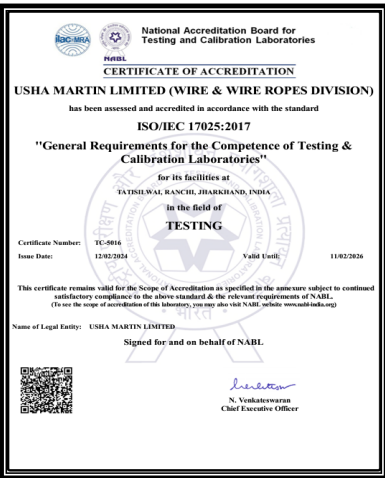 ilac-MRA
NABL
National Accreditation Board for
Testing and Calibration Laboratories
CERTIFICATE OF ACCREDITATION
USHA MARTIN LIMITED (WIRE & WIRE ROPES DIVISION)
has been assessed and accredited in accordance with the standard
ISO/IEC 17025:2017
"General Requirements for the Competence of Testing &
Calibration Laboratories"
for its facilities at
TATISILWAI, RANCHI, JHARKHAND, INDIA
in the field of
TESTING
Certificate Number: TC-5016
Issue Date: 12/02/2024 Valid Until: 11/02/2026
This certificate remains valid for the Scope of Accreditation as specified in the annexure subject to continued
satisfactory compliance to the above standard & the relevant requirements of NABL.
(To see the scope of accreditation of this laboratory, you may also visit NABL website www.nabl-india.org)
Name of Legal Entity: USHA MARTIN LIMITED
Signed for and on behalf of NABL
N. Venkateswaran
Chief Executive Officer